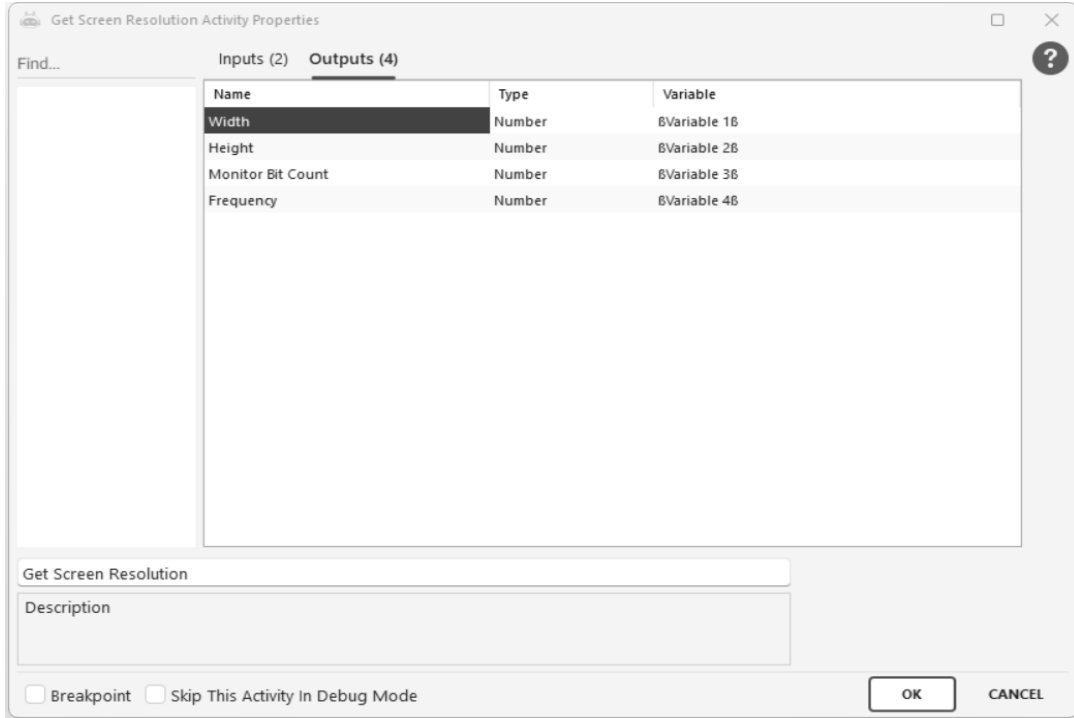 Get Screen Resolution Activity Properties
Find...
Inputs (2) Outputs (4)
?
Name Type Variable
Width Number ßVariable 1ß
Height Number ßVariable 2ß
Monitor Bit Count Number ßVariable 3ß
Frequency Number ßVariable 4ß
Get Screen Resolution
Description
Breakpoint Skip This Activity In Debug Mode OK CANCEL